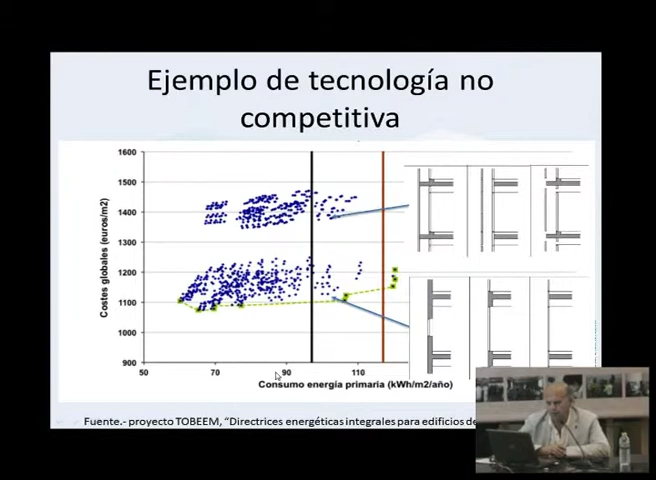 Ejemplo de tecnología no
competitiva
Costes globales (euros/m2)
1600
1500
1400
1300
1200
1100
1000
900
50
70
90
110
Consumo energía primaria (kWh/m2/año)
Fuente.- proyecto TOBEEM, "Directrices energéticas integrales para edificios de